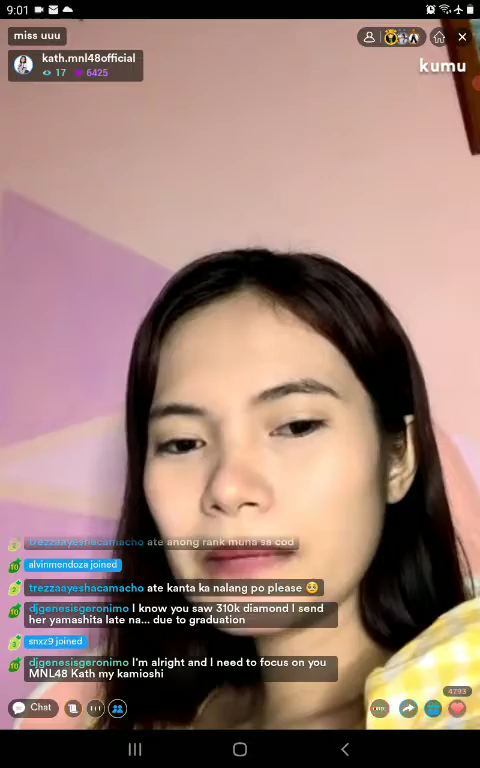 9:01
miss uuu
kath.mnl48official
17 6425
kumu
trezzaayeshacamacho ate anong rank muna sa cod
alvinmendoza joined
trezzaayeshacamacho ate kanta ka nalang po please 🥺
djgenesisgeronimo I know you saw 310k diamond I send
her yamashita late na... due to graduation
snxz9 joined
djgenesisgeronimo I'm alright and I need to focus on you
MNL48 Kath my kamioshi
4793
Chat